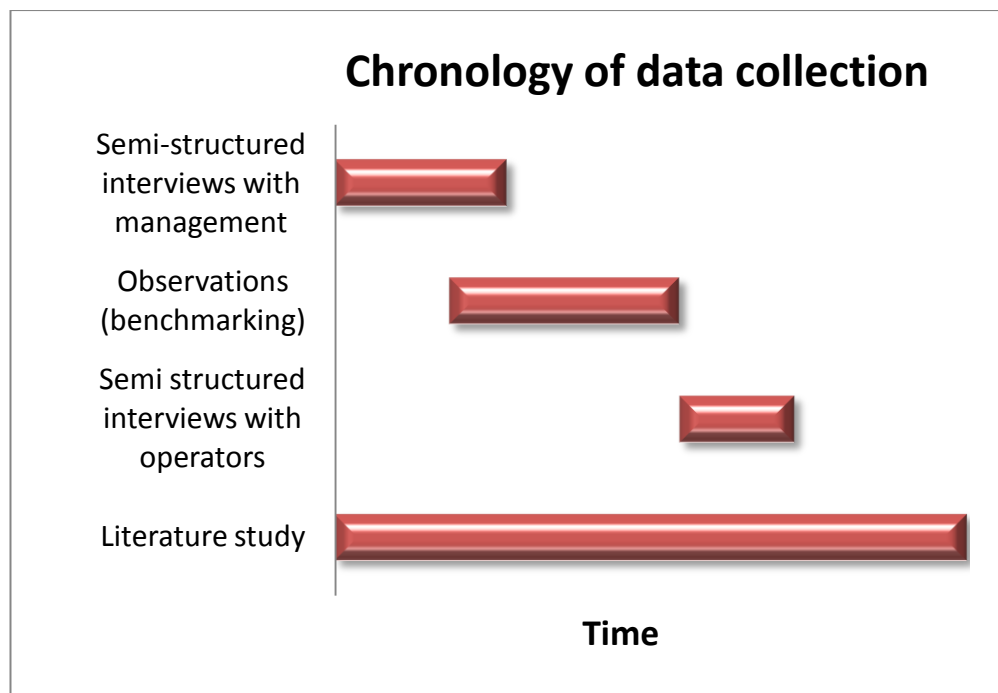 Chronology of data collection
Semi-structured
interviews with
management
Observations
(benchmarking)
Semi structured
interviews with
operators
Literature study
Time